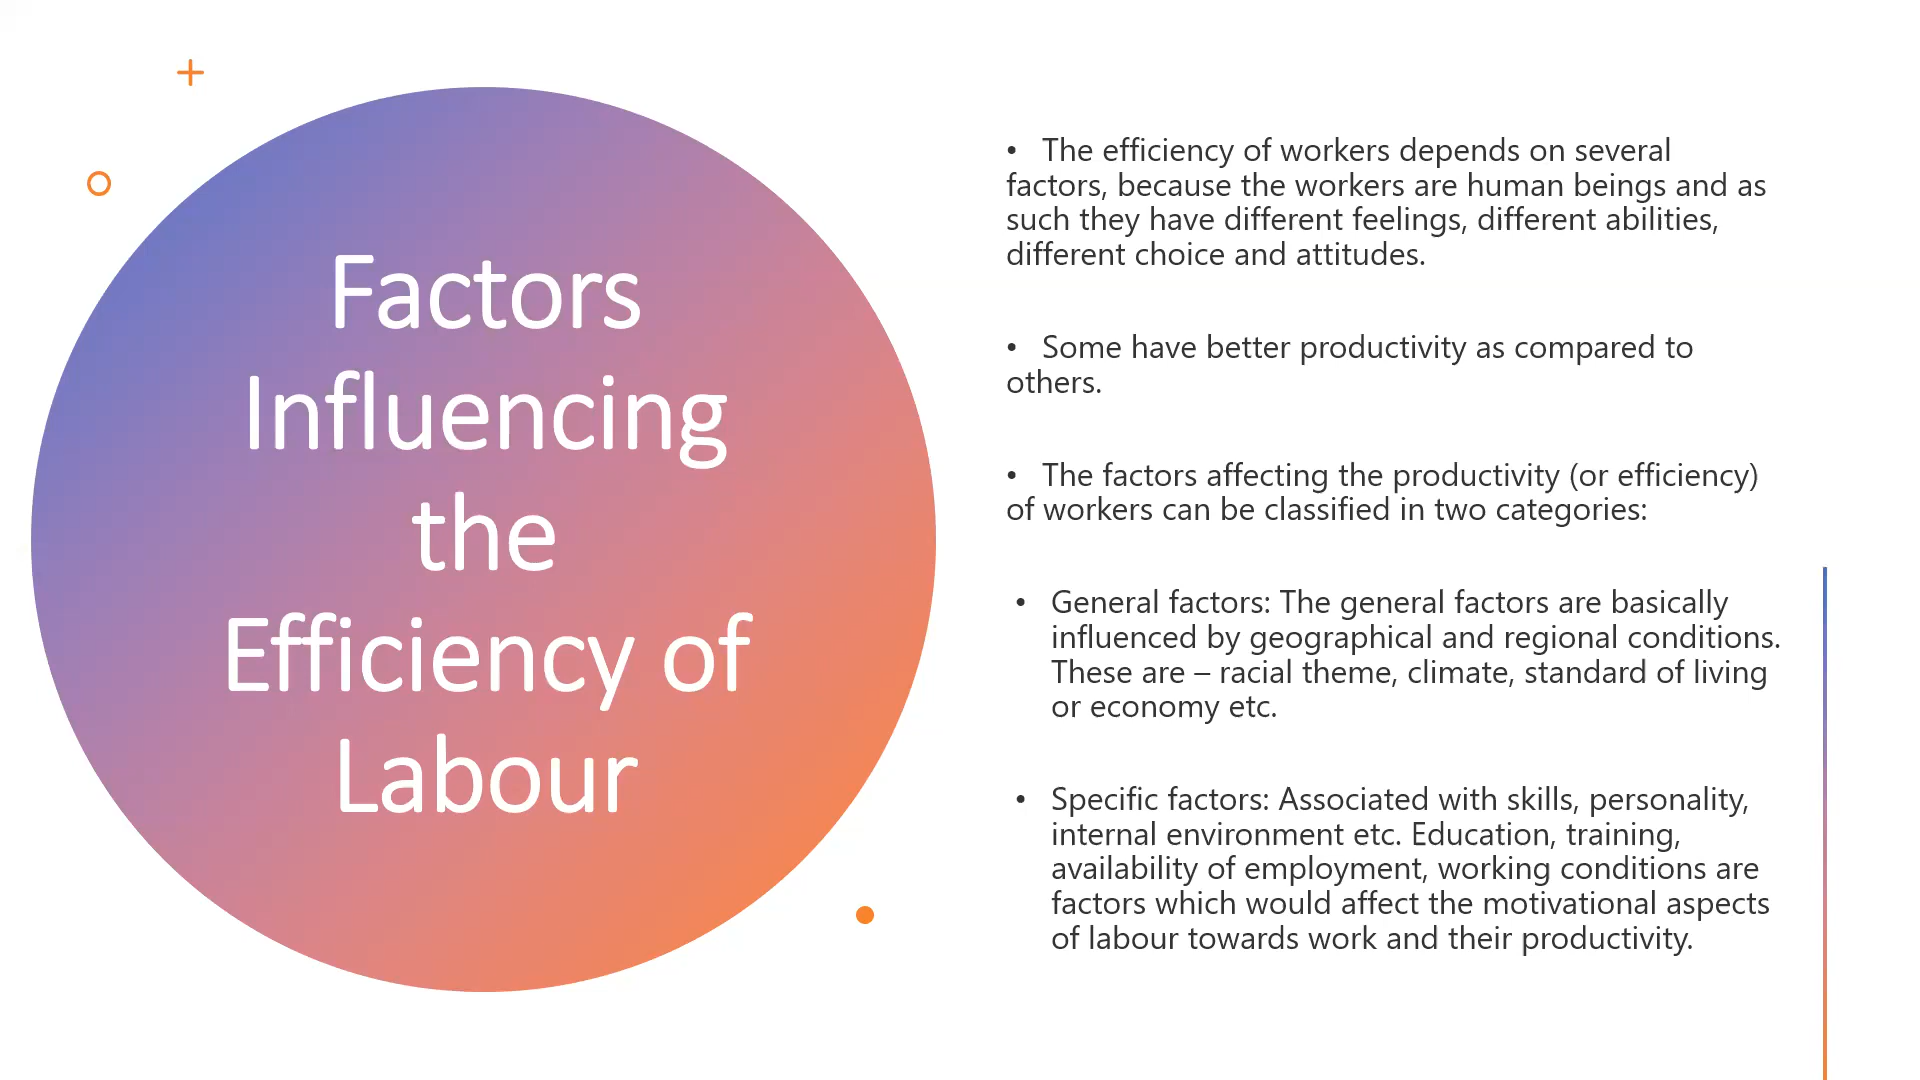 Factors
Influencing
the
Efficiency of
Labour
• The efficiency of workers depends on several
factors, because the workers are human beings and as
such they have different feelings, different abilities,
different choice and attitudes.
• Some have better productivity as compared to
others.
• The factors affecting the productivity (or efficiency)
of workers can be classified in two categories:
• General factors: The general factors are basically
influenced by geographical and regional conditions.
These are – racial theme, climate, standard of living
or economy etc.
• Specific factors: Associated with skills, personality,
internal environment etc. Education, training,
availability of employment, working conditions are
factors which would affect the motivational aspects
of labour towards work and their productivity.